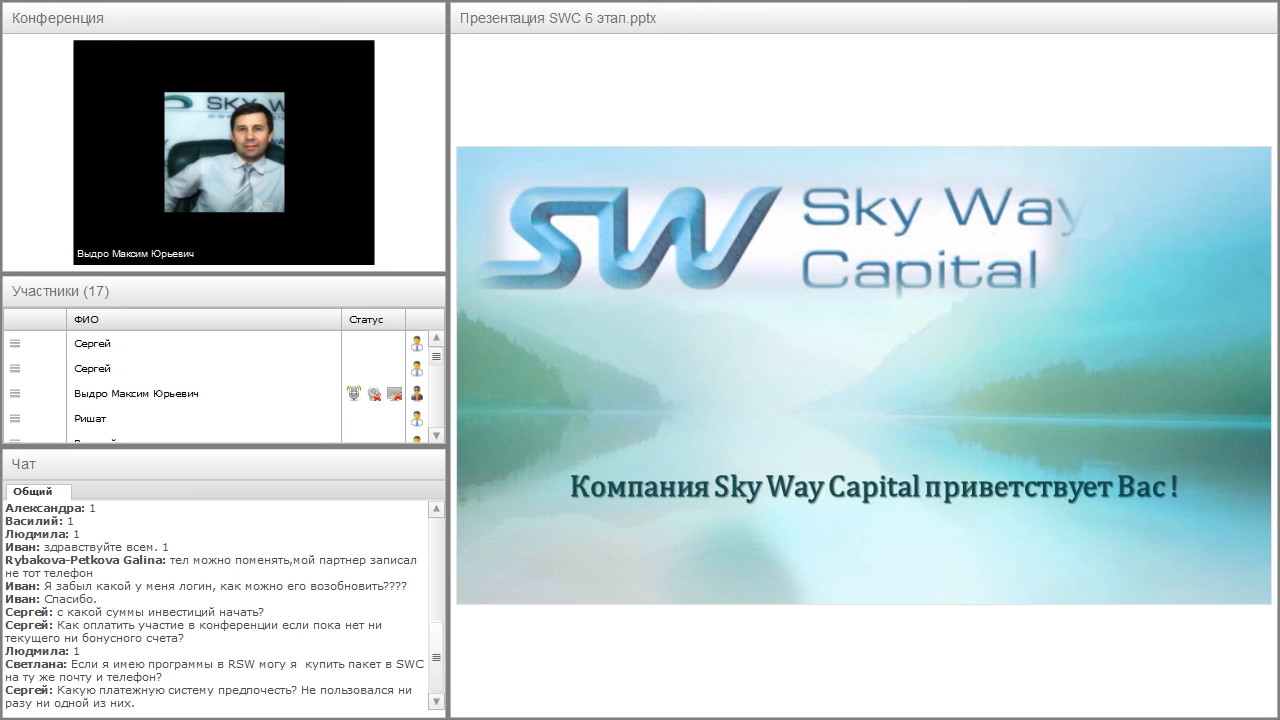 Конференция
SKY W
Выдро Максим Юрьевич
Участники (17)
ФИО
Статус
Сергей
Сергей
Выдро Максим Юрьевич
Ришат
Чат
Общий
Александра: 1
Василий: 1
Людмила: 1
Иван: здравствуйте всем. 1
Rybakova-Petkova Galina: тел можно поменять,мой партнер записал
не тот телефон
Иван: Я забыл какой у меня логин, как можно его возобновить????
Иван: Спасибо.
Сергей: с какой суммы инвестиций начать?
Сергей: Как оплатить участие в конференции если пока нет ни
текущего ни бонусного счета?
Людмила: 1
Светлана: Если я имею программы в RSW могу я  купить пакет в SWC
на ту же почту и телефон?
Сергей: Какую платежную систему предпочесть? Не пользовался ни
разу ни одной из них.
Презентация SWC 6 этап.pptx
SW
Sky Way
Capital
Компания Sky Way Capital приветствует Вас !